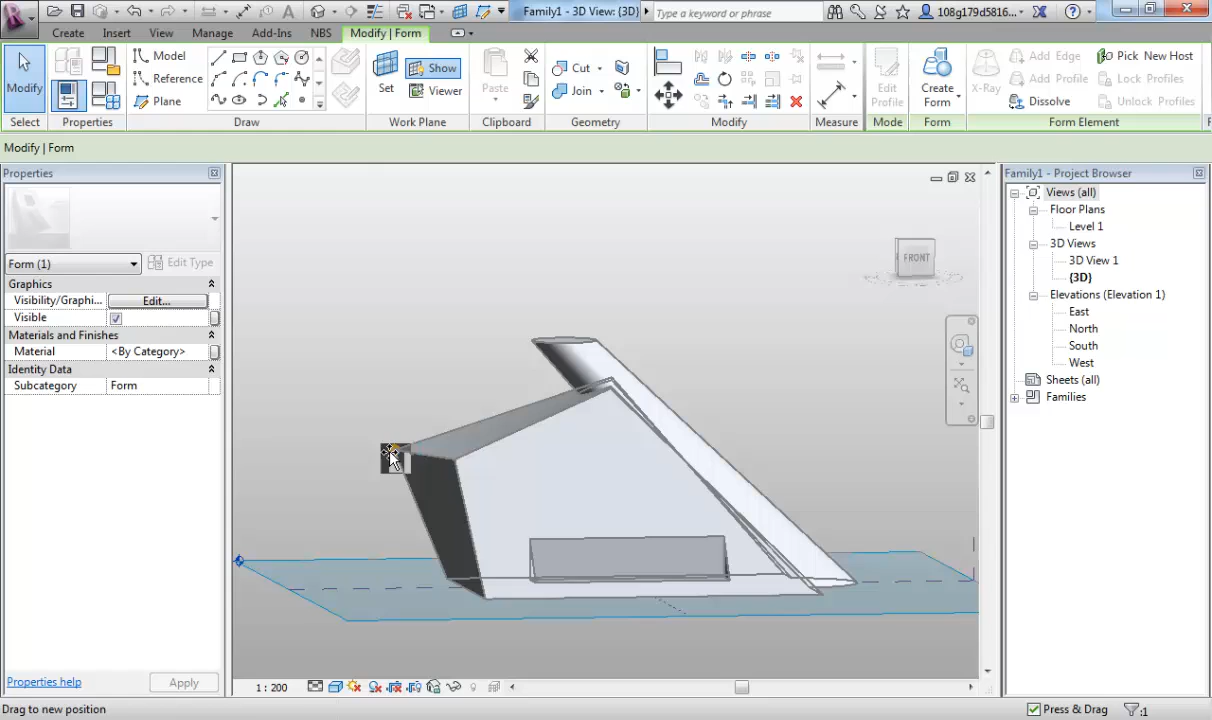 Family1 - 3D View: {3D}
Type a keyword or phrase
108g179d5816...
Create Insert View Manage Add-Ins NBS Modify | Form
Modify
Select
Properties
Model
Reference
Plane
Draw
Set
Show
Viewer
Work Plane
Paste
Clipboard
Cut
Join
Geometry
Modify
Measure
Edit
Profile
Mode
Create
Form
Form
X-Ray
Add Edge
Add Profile
Dissolve
Pick New Host
Lock Profiles
Unlock Profiles
Form Element
Modify | Form
Properties
Form (1)
Edit Type
Graphics
Visibility/Graphi... Edit...
Visible
Materials and Finishes
Material <By Category>
Identity Data
Subcategory Form
Properties help
Apply
FRONT
1 : 200
Family1 - Project Browser
Views (all)
Floor Plans
Level 1
3D Views
3D View 1
{3D}
Elevations (Elevation 1)
East
North
South
West
Sheets (all)
Families
Drag to new position
Press & Drag
:1